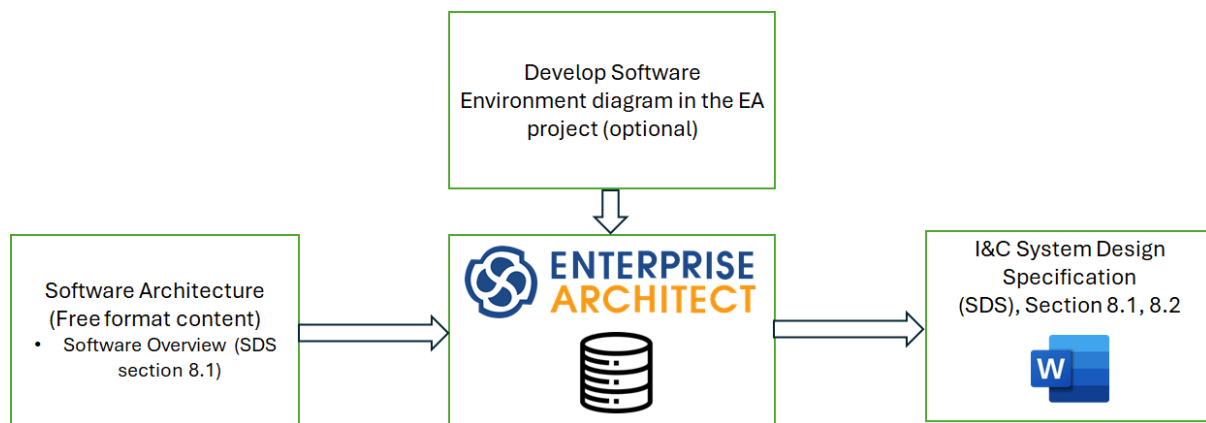 Develop Software
Environment diagram in the EA
project (optional)
Software Architecture
(Free format content)
• Software Overview (SDS
section 8.1)
ENTERPRISE
ARCHITECT
I&C System Design
Specification
(SDS), Section 8.1, 8.2
W